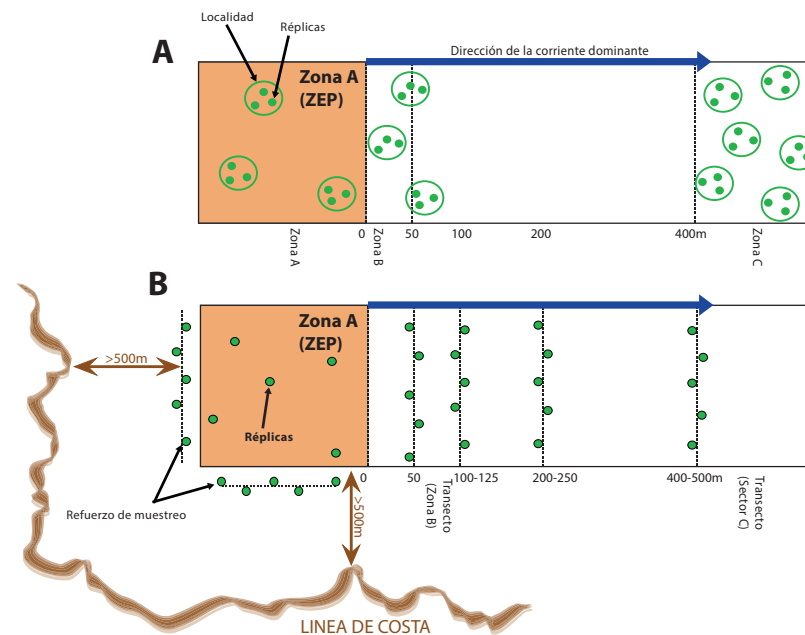 Localidad
Réplicas
A
Zona A
(ZEP)
Dirección de la corriente dominante
0
50
100
200
400m
Zona A
Zona B
Zona C
B
Zona A
(ZEP)
>500m
Réplicas
0
50
100-125
200-250
400-500m
Transecto
(Zona B)
Transecto
(Sector C)
Refuerzo de muestreo
>500m
LINEA DE COSTA